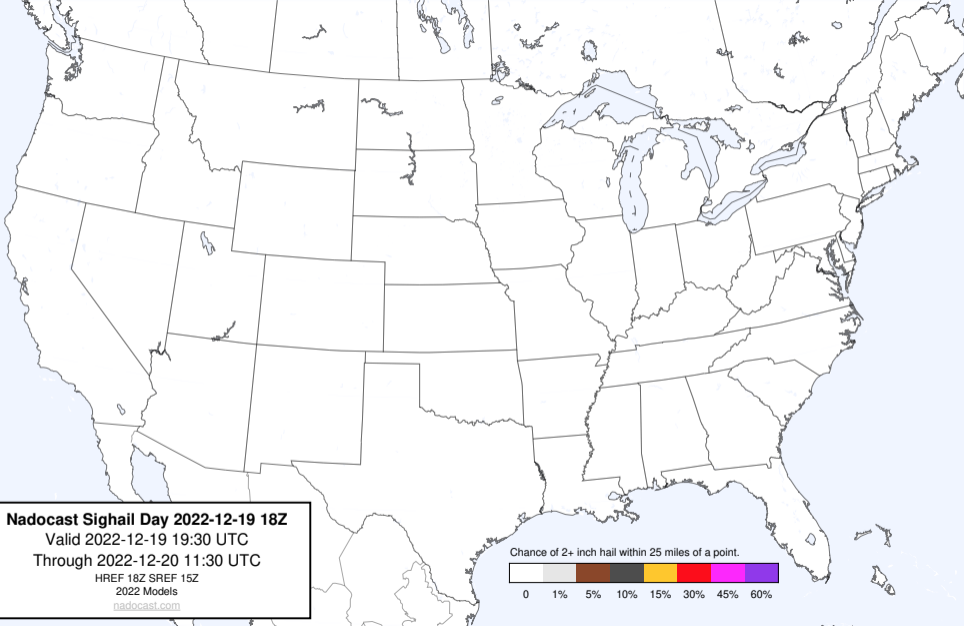 Nadocast Sighail Day 2022-12-19 18Z
Valid 2022-12-19 19:30 UTC
Through 2022-12-20 11:30 UTC
HREF 18Z SREF 15Z
2022 Models
nadocast.com
Chance of 2+ inch hail within 25 miles of a point.
0 1% 5% 10% 15% 30% 45% 60%